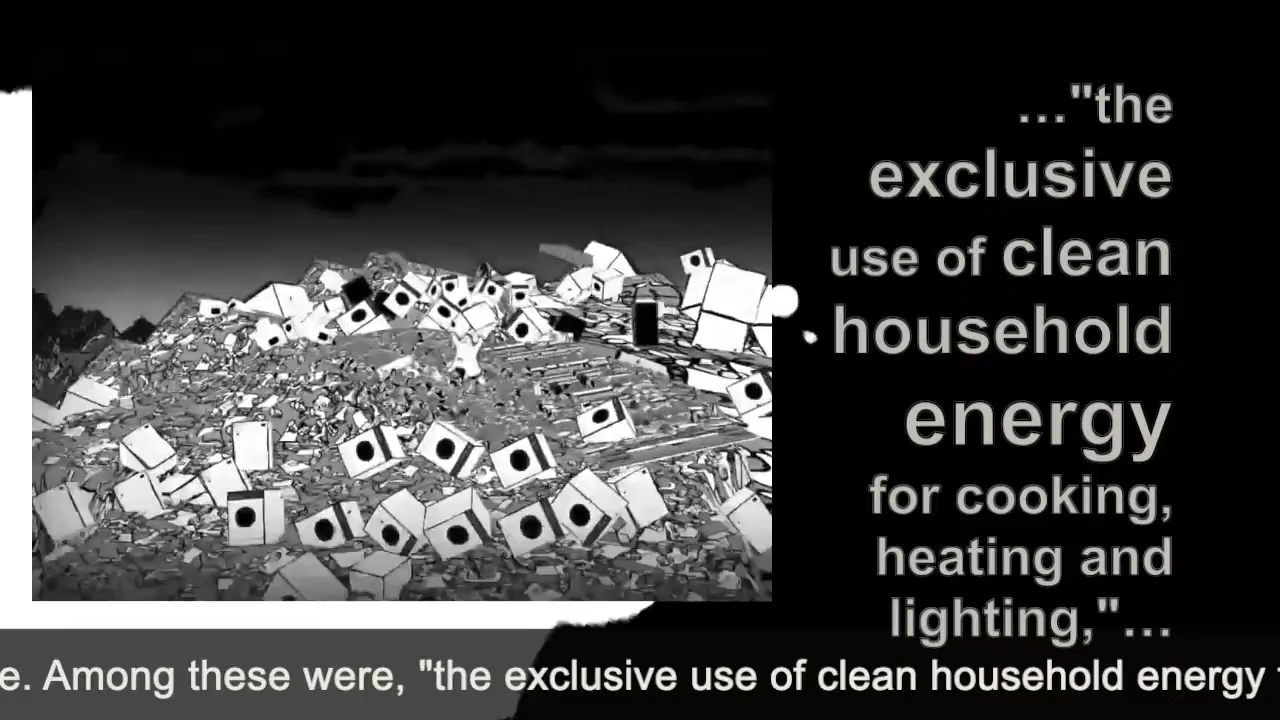 …"the
exclusive
use of clean
household
energy
for cooking,
heating and
lighting,"…
e. Among these were, "the exclusive use of clean household energy